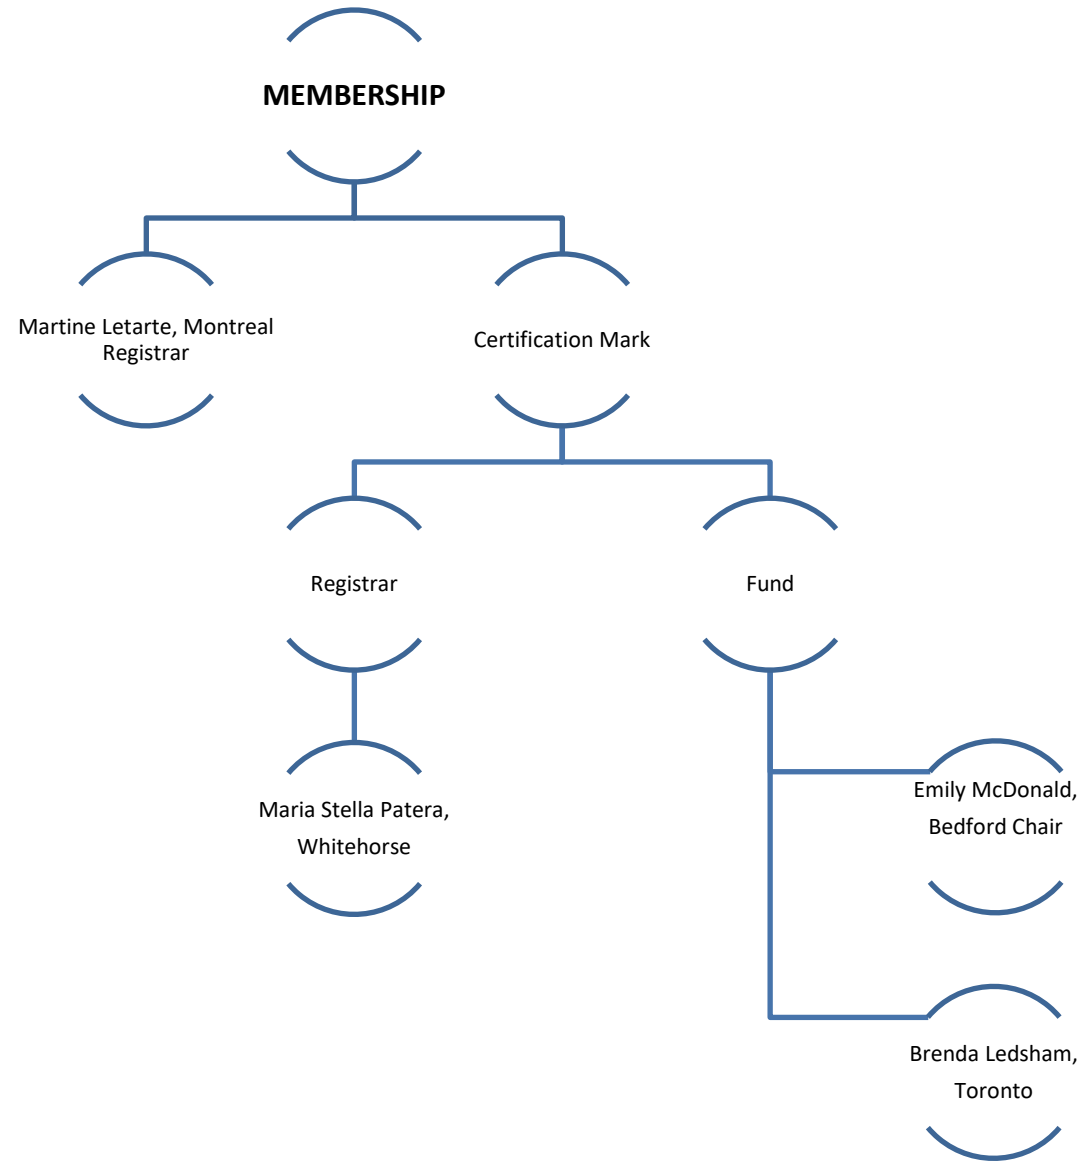 MEMBERSHIP
Martine Letarte, Montreal
Registrar
Certification Mark
Registrar
Fund
Maria Stella Patera,
Whitehorse
Emily McDonald,
Bedford Chair
Brenda Ledsham,
Toronto